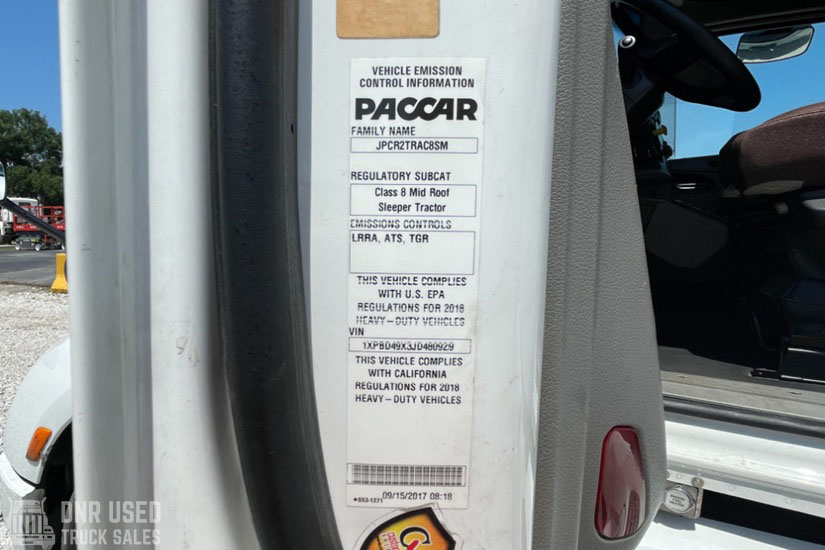 VEHICLE EMISSION
CONTROL INFORMATION
PACCAR
FAMILY NAME
JPCR2TRAC8SM
REGULATORY SUBCAT
Class 8 Mid Roof
Sleeper Tractor
EMISSIONS CONTROLS
LRRA, ATS, TGR
THIS VEHICLE COMPLIES
WITH U.S. EPA
REGULATIONS FOR 2018
HEAVY-DUTY VEHICLES
VIN
1XPBD49X3JD480929
THIS VEHICLE COMPLIES
WITH CALIFORNIA
REGULATIONS FOR 2018
HEAVY-DUTY VEHICLES
09/15/2017 08:18
DNR USED
TRUCK SALES